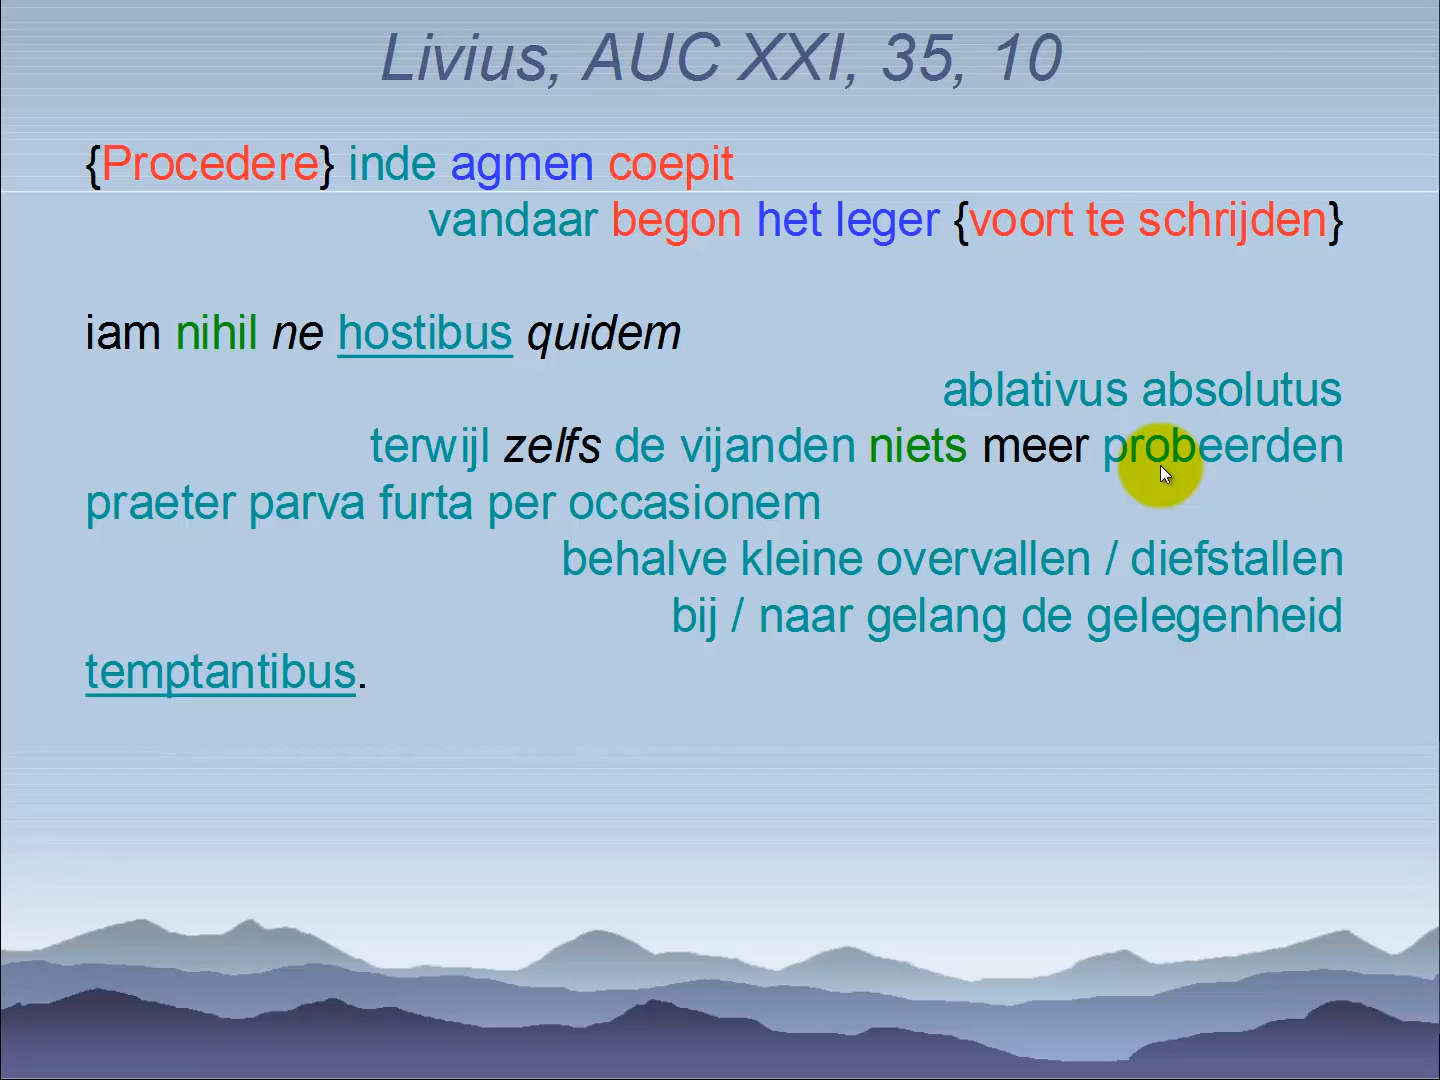 Livius, AUC XXI, 35, 10
{Procedere} inde agmen coepit
vandaar begon het leger {voort te schrijden}
iam nihil ne hostibus quidem
ablativus absolutus
terwijl zelfs de vijanden niets meer probeerden
praeter parva furta per occasionem
behalve kleine overvallen / diefstallen
bij / naar gelang de gelegenheid
temptantibus.